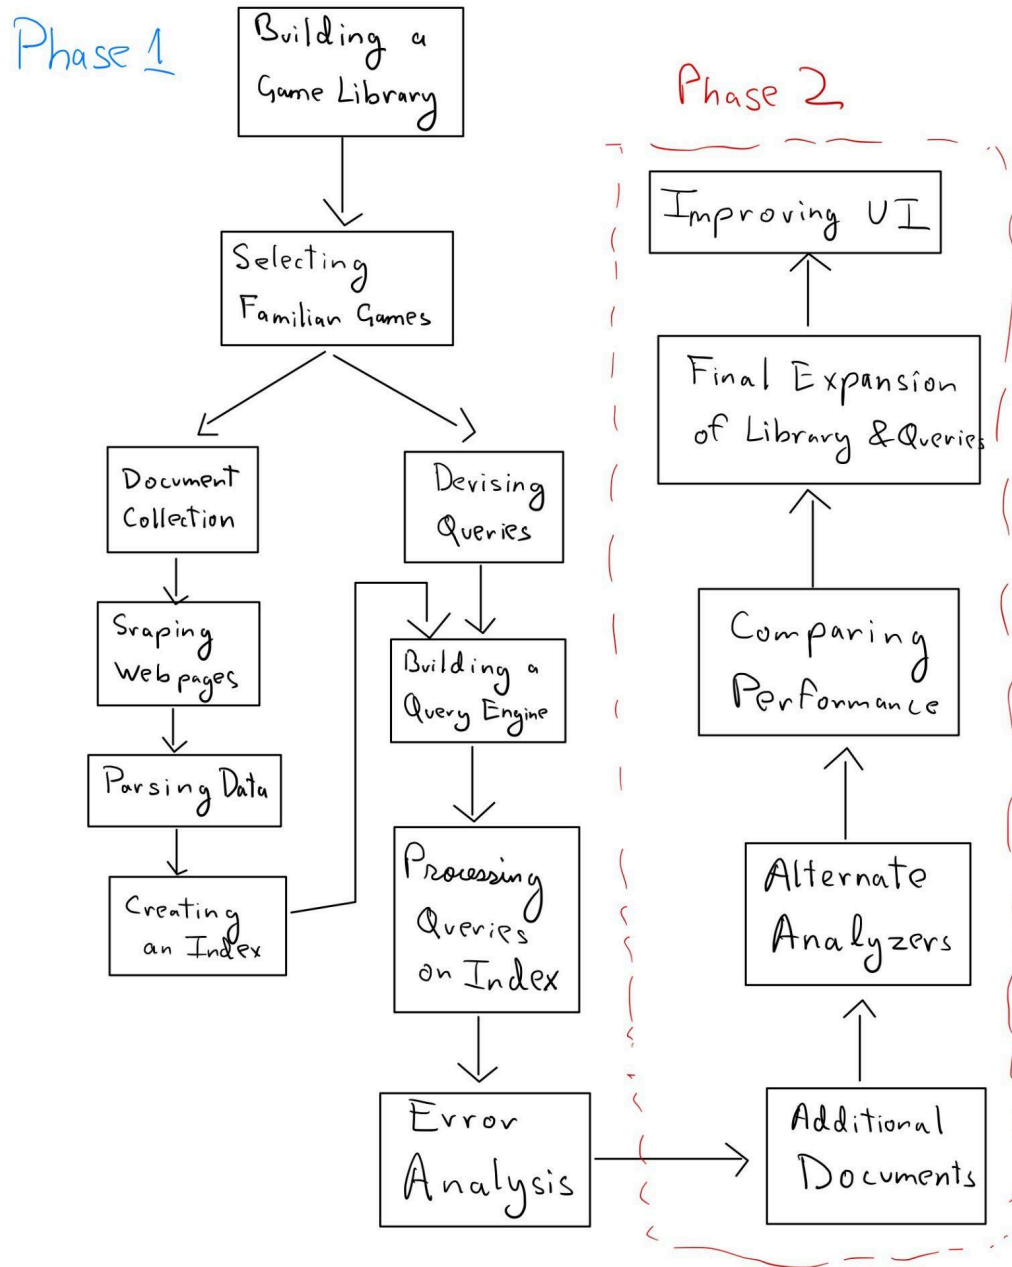 Phase 1
Building a
Game Library
Selecting
Familian Games
Document
Collection
Sraping
Webpages
Parsing Data
Creating
an Index
Devising
Queries
Building a
Query Engine
Processing
Queries
on Index
Error
Analysis
Phase 2
Improving UI
Final Expansion
of Library & Queries
Comparing
Performance
Alternate
Analyzers
Additional
Documents